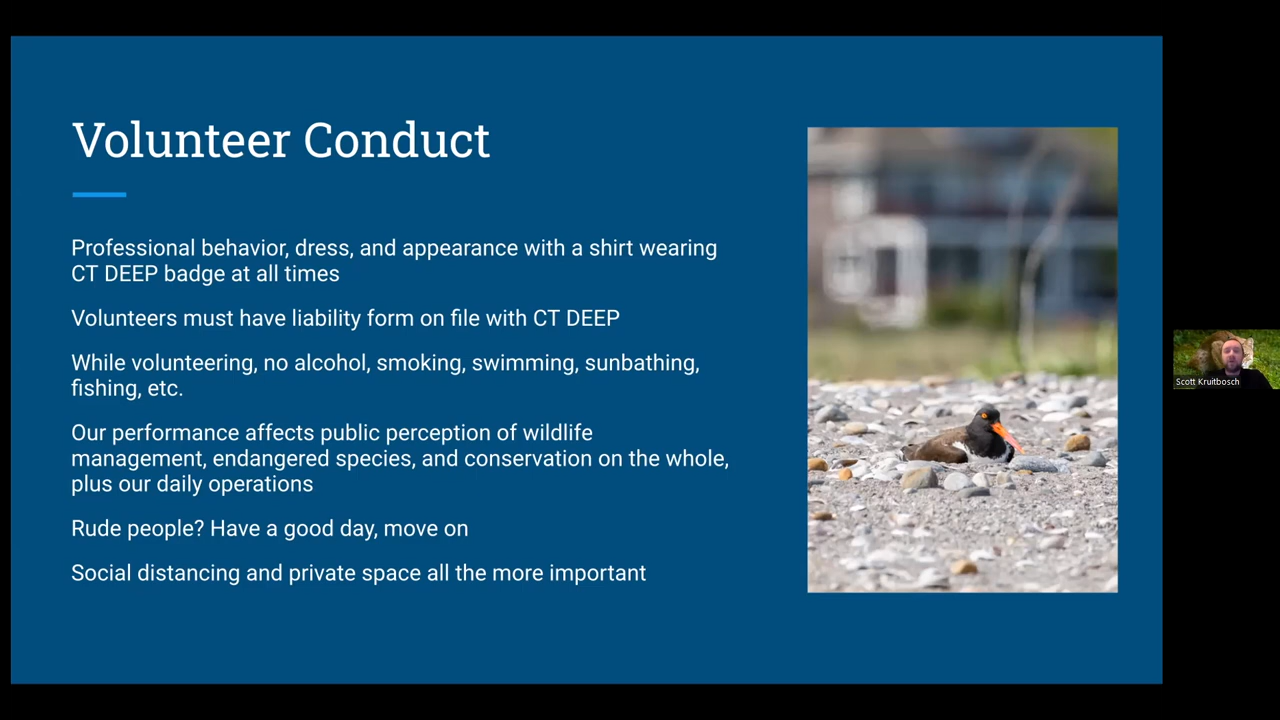 Volunteer Conduct
Professional behavior, dress, and appearance with a shirt wearing
CT DEEP badge at all times
Volunteers must have liability form on file with CT DEEP
While volunteering, no alcohol, smoking, swimming, sunbathing,
fishing, etc.
Our performance affects public perception of wildlife
management, endangered species, and conservation on the whole,
plus our daily operations
Rude people? Have a good day, move on
Social distancing and private space all the more important
Scott Kruitbosch